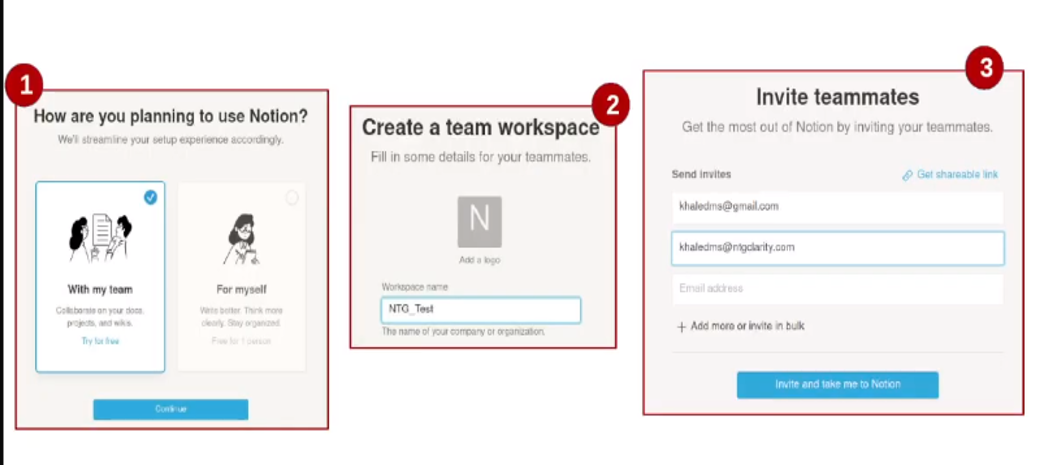 1
How are you planning to use Notion?
We'll streamline your setup experience accordingly.
With my team
Collaborate on your docs,
projects, and wikis.
Try for free
For myself
Write better. Think more
clearly. Stay organized
Free for 1 person
Continue
2
Create a team workspace
Fill in some details for your teammates.
N
Add a logo
Workspace name
NTG_Test
The name of your company or organization.
3
Invite teammates
Get the most out of Notion by inviting your teammates.
Send invites
Get shareable link
khaledms@gmail.com
khaledms@ntgclarity.com
Email address
+ Add more or invite in bulk
Invite and take me to Notion